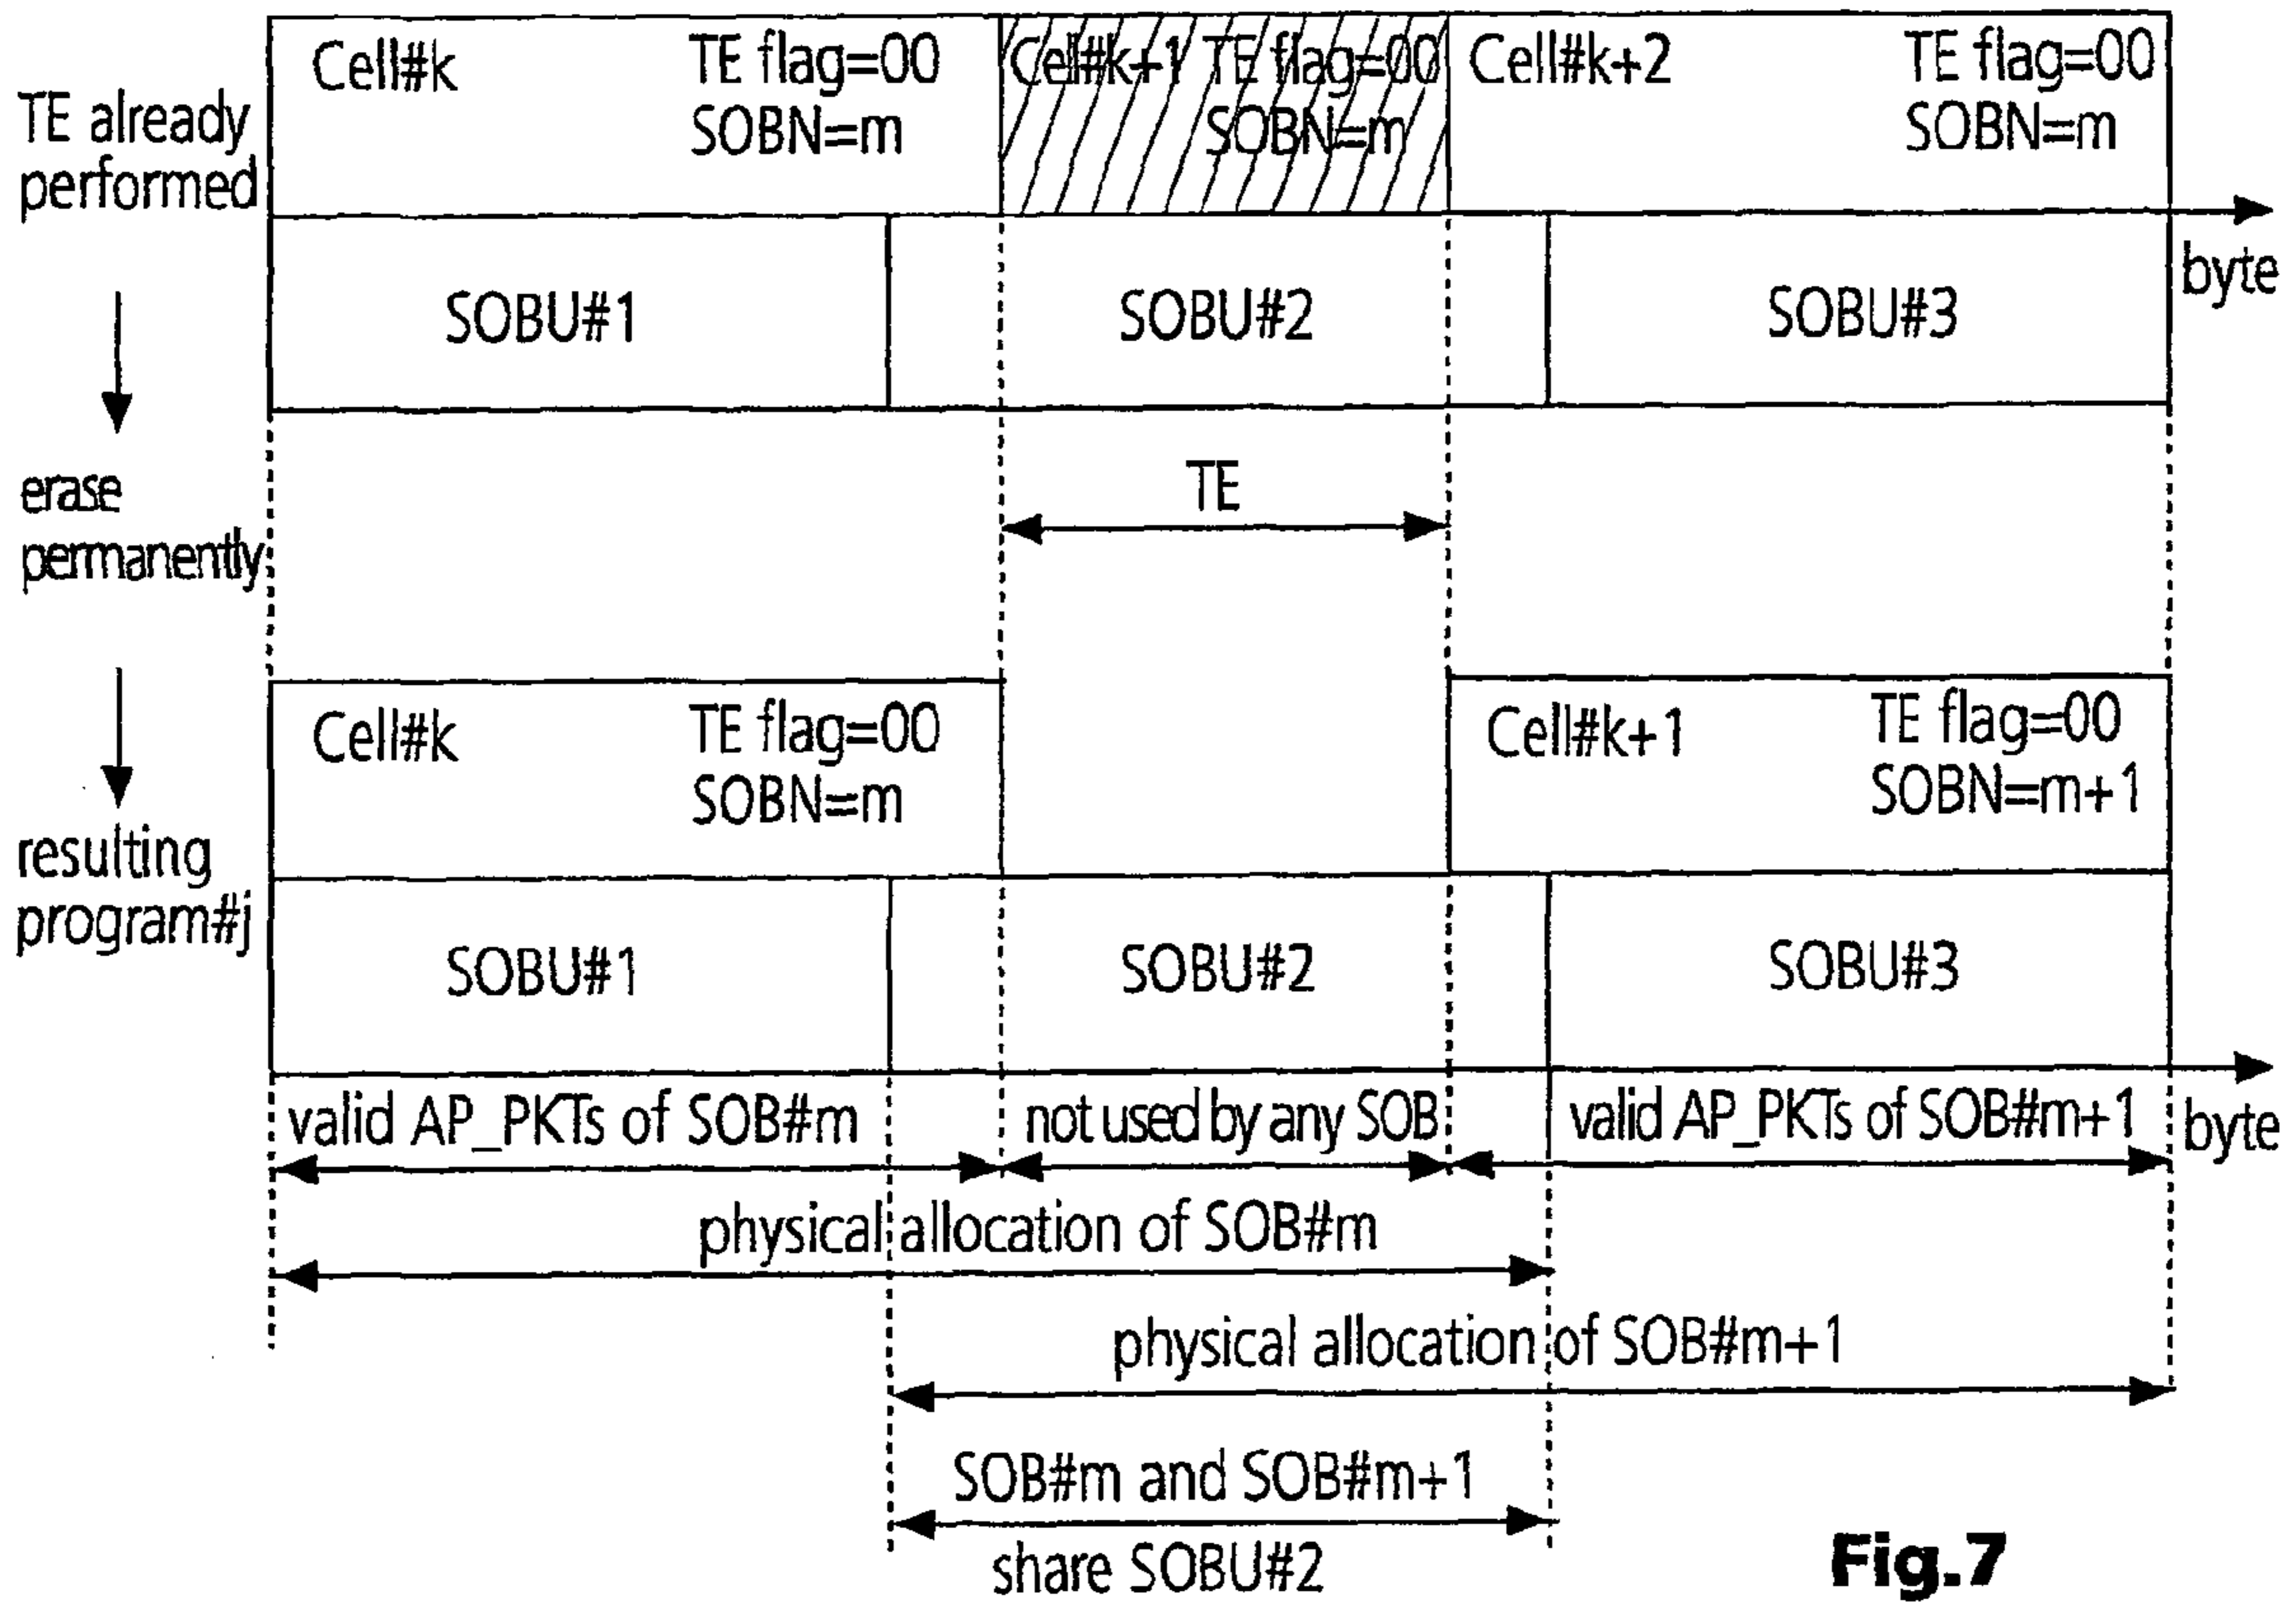 Cell#k
TE flag=00
SOBN=m
Cell#k+1 TE flag=00
SOBN=m
Cell#k+2
TE flag=00
SOBN=m
TE already
performed
byte
SOBU#1
SOBU#2
SOBU#3
TE
erase
permanently
Cell#k
TE flag=00
SOBN=m
Cell#k+1
TE flag=00
SOBN=m+1
resulting
program#j
SOBU#1
SOBU#2
SOBU#3
valid AP_PKTs of SOB#m
not used by any SOB
valid AP_PKTs of SOB#m+1
byte
physical allocation of SOB#m
physical allocation of SOB#m+1
SOB#m and SOB#m+1
share SOBU#2
Fig.7